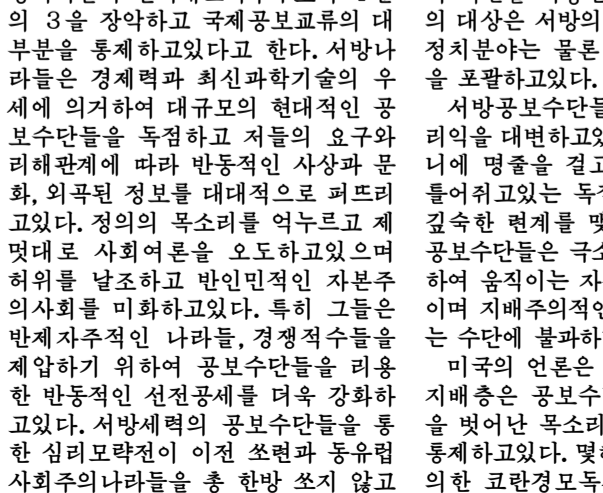 의 3을 장악하고 국제공보교류의 대
부분을 통제하고있다고 한다. 서방나
라들은 경제력과 최신과학기술의 우
세에 의거하여 대규모의 현대적인 공
보수단들을 독점하고 저들의 요구와
리해관계에 따라 반동적인 사상과 문
화, 외곡된 정보를 대대적으로 퍼뜨리
고있다. 정의의 목소리를 억누르고 제
멋대로 사회여론을 오도하고있으며
허위를 날조하고 반인민적인 자본주
의사회를 미화하고있다. 특히 그들은
반제자주적인 나라들, 경쟁적수들을
제압하기 위하여 공보수단들을 리용
한 반동적인 선전공세를 더욱 강화하
고있다. 서방세력의 공보수단들을 통
한 심리모략전이 이전 쏘련과 동유럽
사회주의나라들을 총 한방 쏘지 않고
의 대상은 서방의
정치분야는 물론
을 포괄하고있다.
서방공보수단들
리익을 대변하고있
니에 명줄을 걸고
틀어쥐고있는 독점
깊숙한 련계를 맺
공보수단들은 극소
하여 움직이는 자
이며 지배주의적인
는 수단에 불과하
미국의 언론은
지배층은 공보수
을 벗어난 목소리
통제하고있다. 몇해
의한 코란경모독